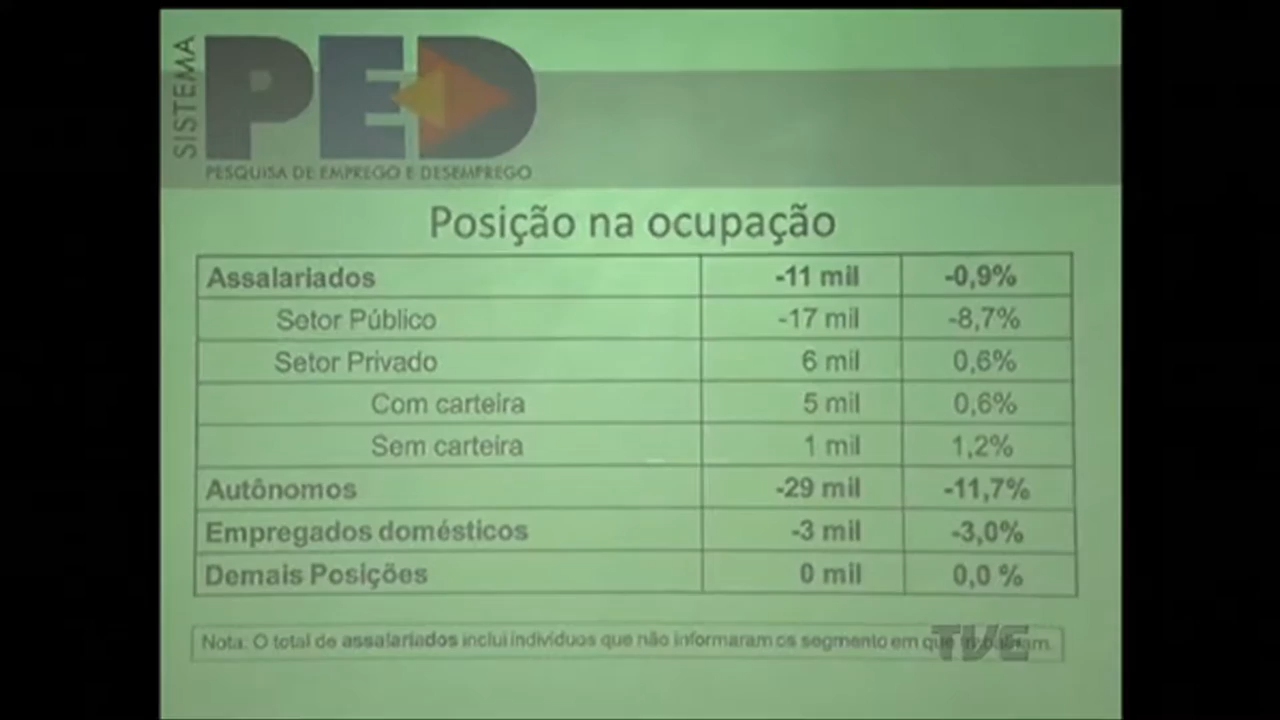 SISTEMA
PED
PESQUISA DE EMPREGO E DESEMPREGO
Posição na ocupação
Assalariados -11 mil -0,9%
Setor Público -17 mil -8,7%
Setor Privado 6 mil 0,6%
Com carteira 5 mil 0,6%
Sem carteira 1 mil 1,2%
Autônomos -29 mil -11,7%
Empregados domésticos -3 mil -3,0%
Demais Posições 0 mil 0,0 %
Nota: O total de assalariados inclui indivíduos que não informaram os segmento em que
TVE